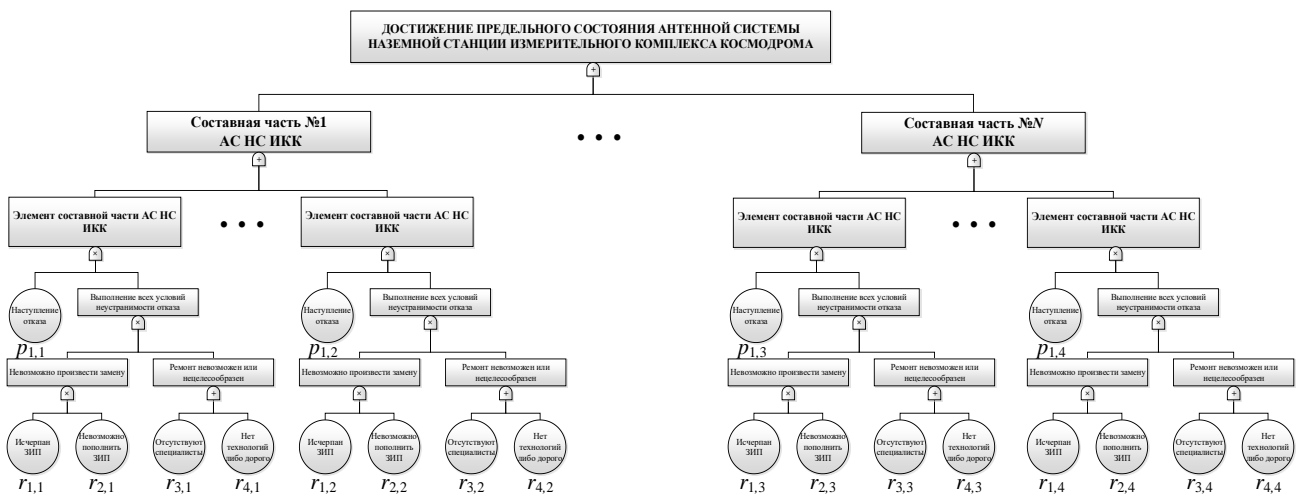 ДОСТИЖЕНИЕ ПРЕДЕЛЬНОГО СОСТОЯНИЯ АНТЕННОЙ СИСТЕМЫ
НАЗЕМНОЙ СТАНЦИИ ИЗМЕРИТЕЛЬНОГО КОМПЛЕКСА КОСМОДРОМА
+
Составная часть №1
АС НС ИКК
+
• • •
Составная часть №N
АС НС ИКК
+
Элемент составной части АС НС
ИКК
×
• • •
Элемент составной части АС НС
ИКК
×
Элемент составной части АС НС
ИКК
×
• • •
Элемент составной части АС НС
ИКК
×
Наступление
отказа
p1,1
Выполнение всех условий
неустранимости отказа
×
Наступление
отказа
p1,2
Выполнение всех условий
неустранимости отказа
×
Наступление
отказа
p1,3
Выполнение всех условий
неустранимости отказа
×
Наступление
отказа
p1,4
Выполнение всех условий
неустранимости отказа
×
Невозможно произвести замену
×
Ремонт невозможен или
нецелесообразен
+
Невозможно произвести замену
×
Ремонт невозможен или
нецелесообразен
+
Невозможно произвести замену
×
Ремонт невозможен или
нецелесообразен
+
Невозможно произвести замену
×
Ремонт невозможен или
нецелесообразен
+
Исчерпан
ЗИП
r1,1
Невозможно
пополнить
ЗИП
r2,1
Отсутствуют
специалисты
r3,1
Нет
технологий
либо дорого
r4,1
Исчерпан
ЗИП
r1,2
Невозможно
пополнить
ЗИП
r2,2
Отсутствуют
специалисты
r3,2
Нет
технологий
либо дорого
r4,2
Исчерпан
ЗИП
r1,3
Невозможно
пополнить
ЗИП
r2,3
Отсутствуют
специалисты
r3,3
Нет
технологий
либо дорого
r4,3
Исчерпан
ЗИП
r1,4
Невозможно
пополнить
ЗИП
r2,4
Отсутствуют
специалисты
r3,4
Нет
технологий
либо дорого
r4,4